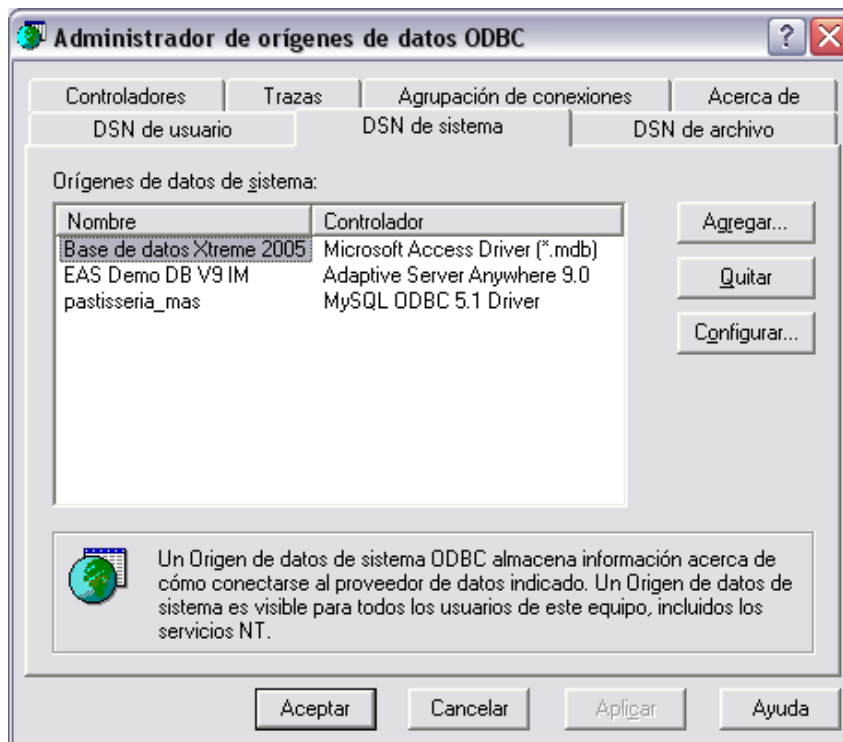 Administrador de orígenes de datos ODBC
Controladores Trazas Agrupación de conexiones Acerca de
DSN de usuario DSN de sistema DSN de archivo
Orígenes de datos de sistema:
Nombre Controlador
Base de datos Xtreme 2005 Microsoft Access Driver (*.mdb)
EAS Demo DB V9 IM Adaptive Server Anywhere 9.0
pastisseria_mas MySQL ODBC 5.1 Driver
Agregar...
Quitar
Configurar...
Un Origen de datos de sistema ODBC almacena información acerca de
cómo conectarse al proveedor de datos indicado. Un Origen de datos de
sistema es visible para todos los usuarios de este equipo, incluidos los
servicios NT.
Aceptar Cancelar Aplicar Ayuda